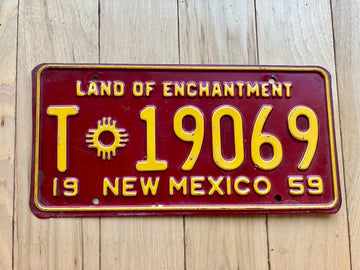 LAND OF ENCHANTMENT
T 19069
19 NEW MEXICO 59